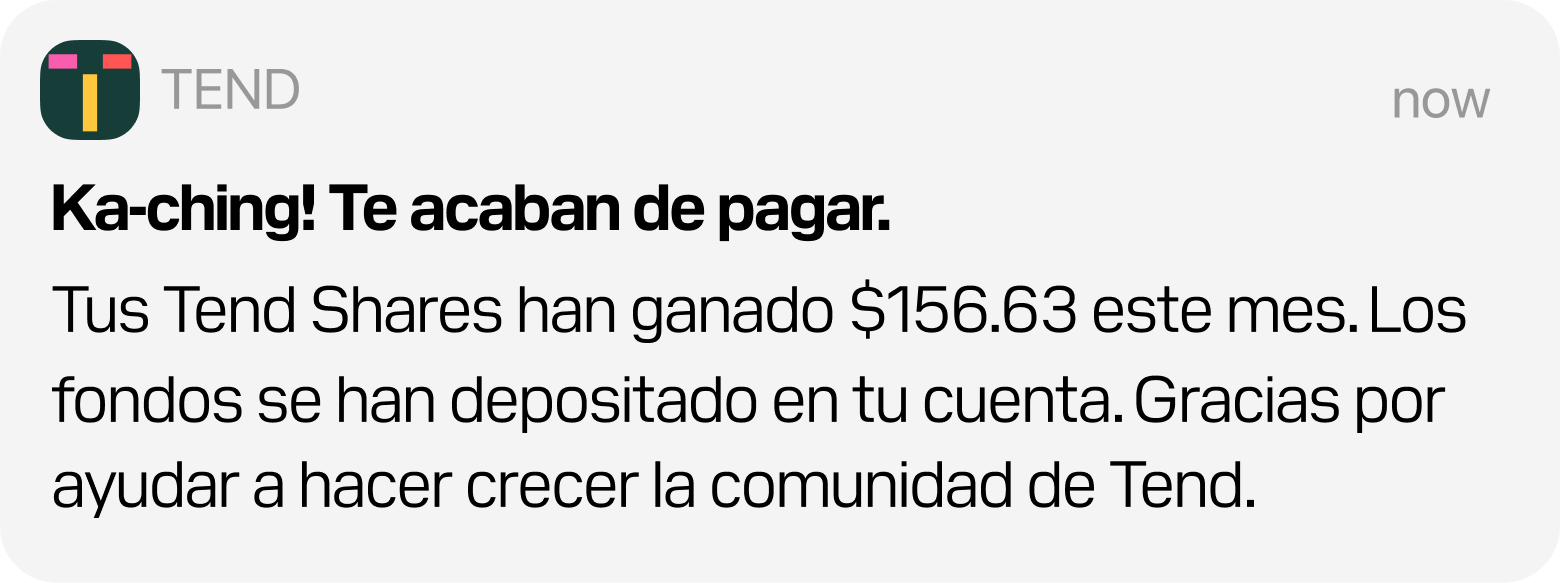 TEND
now
Ka-ching! Te acaban de pagar.
Tus Tend Shares han ganado $156.63 este mes. Los
fondos se han depositado en tu cuenta. Gracias por
ayudar a hacer crecer la comunidad de Tend.